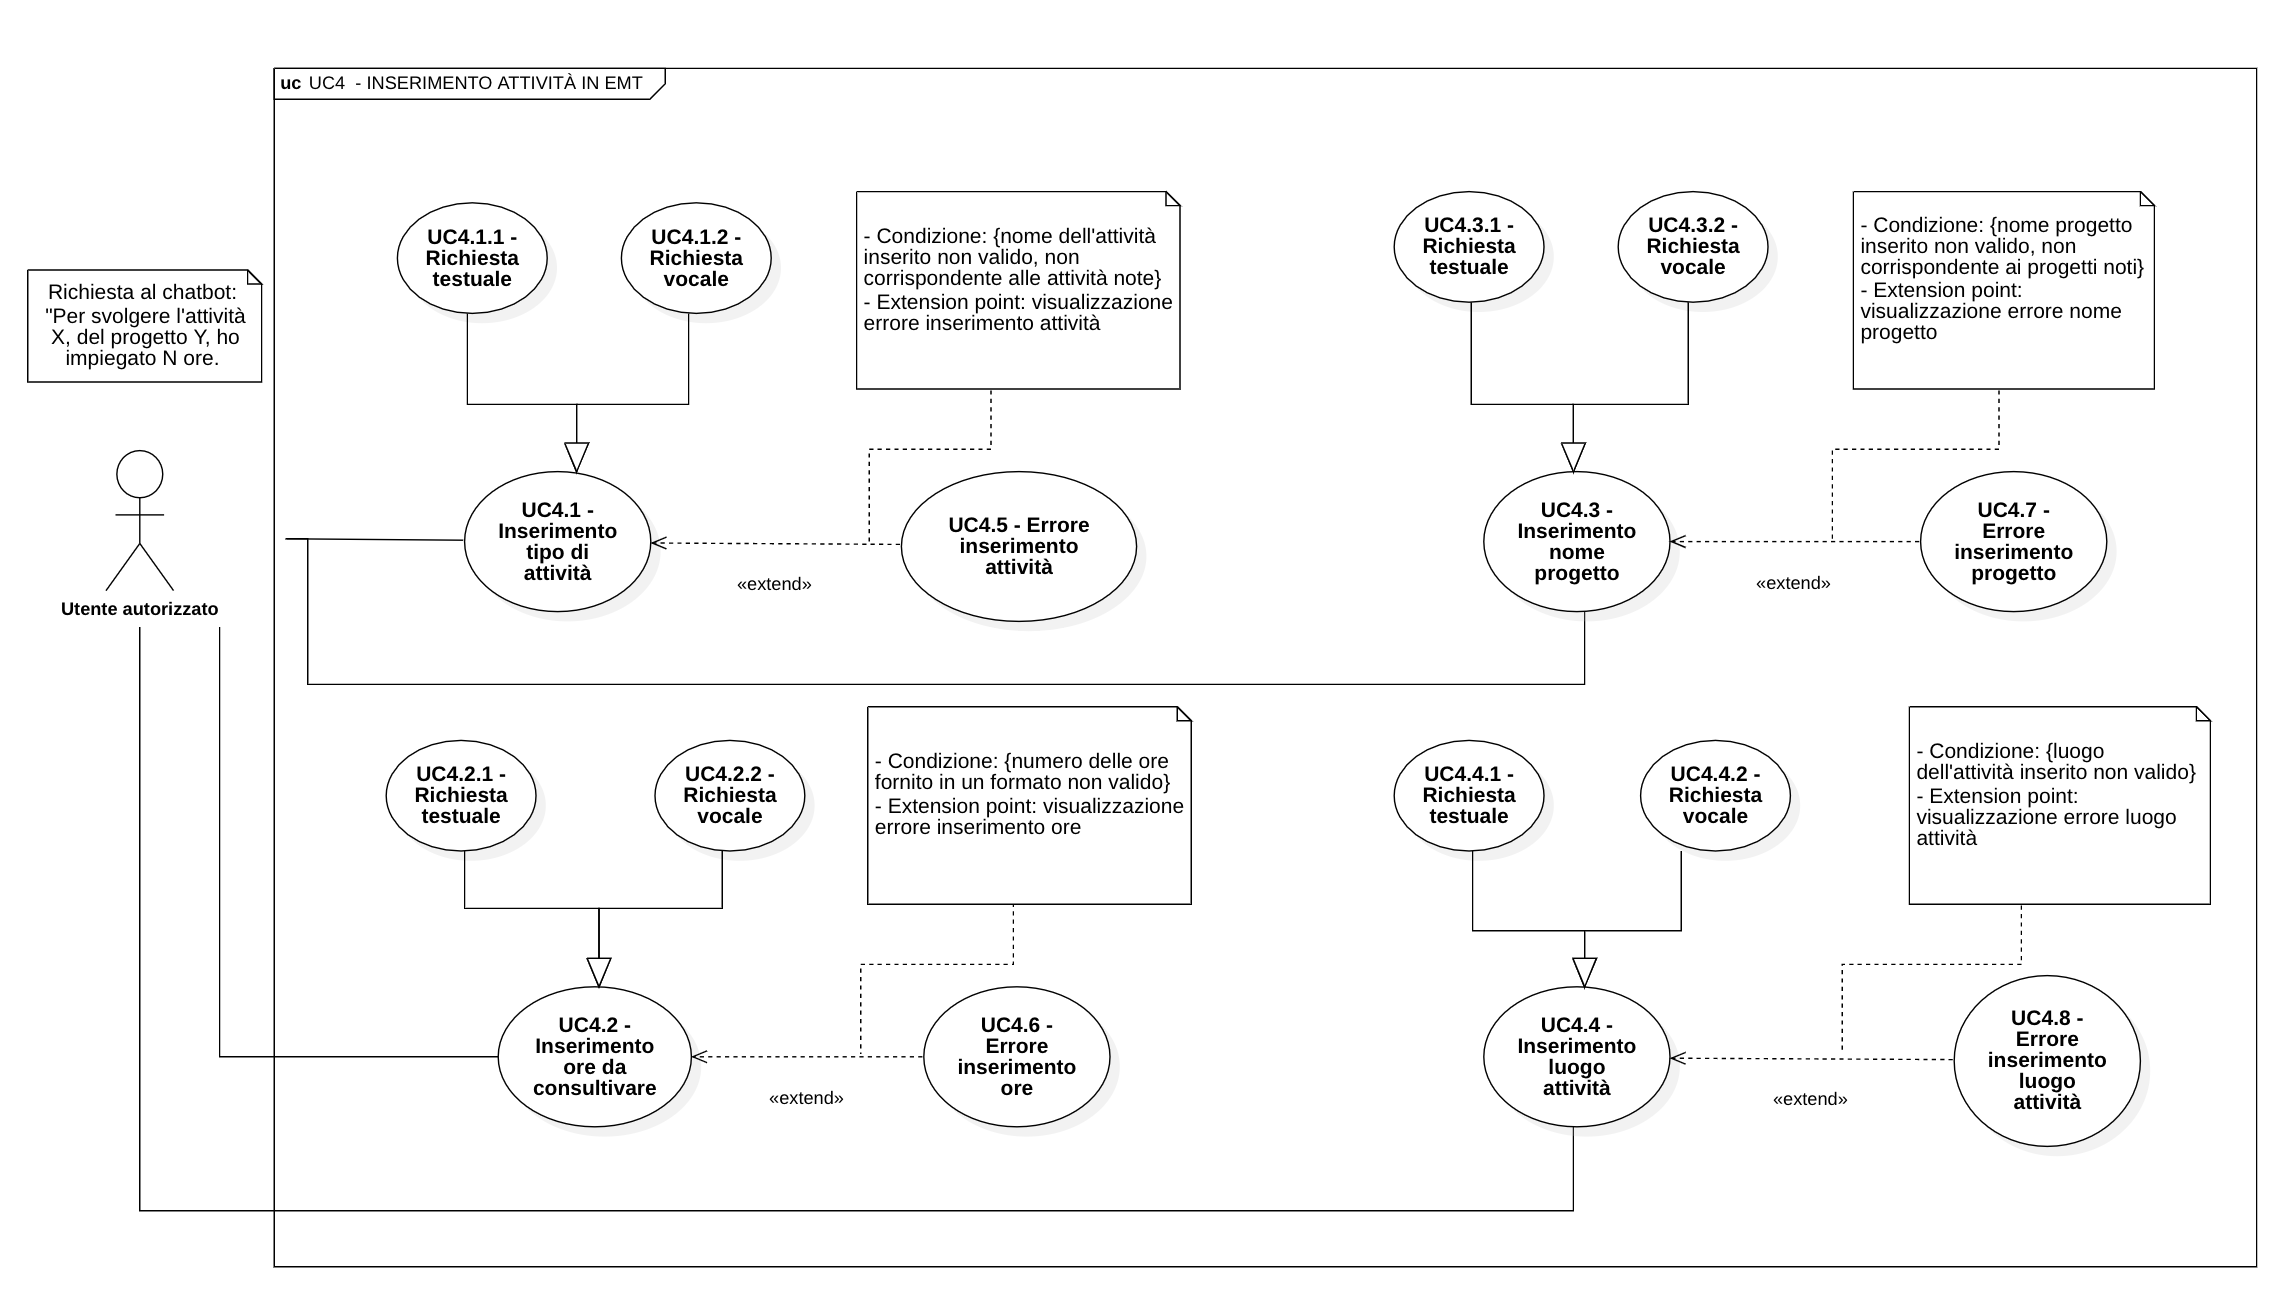 uc UC4 - INSERIMENTO ATTIVITÀ IN EMT
Richiesta al chatbot:
"Per svolgere l'attività
X, del progetto Y, ho
impiegato N ore.
Utente autorizzato
UC4.1.1 -
Richiesta
testuale
UC4.1.2 -
Richiesta
vocale
- Condizione: {nome dell'attività
inserito non valido, non
corrispondente alle attività note}
- Extension point: visualizzazione
errore inserimento attività
UC4.3.1 -
Richiesta
testuale
UC4.3.2 -
Richiesta
vocale
- Condizione: {nome progetto
inserito non valido, non
corrispondente ai progetti noti}
- Extension point:
visualizzazione errore nome
progetto
UC4.1 -
Inserimento
tipo di
attività
«extend»
UC4.5 - Errore
inserimento
attività
UC4.3 -
Inserimento
nome
progetto
«extend»
UC4.7 -
Errore
inserimento
progetto
UC4.2.1 -
Richiesta
testuale
UC4.2.2 -
Richiesta
vocale
- Condizione: {numero delle ore
fornito in un formato non valido}
- Extension point: visualizzazione
errore inserimento ore
UC4.4.1 -
Richiesta
testuale
UC4.4.2 -
Richiesta
vocale
- Condizione: {luogo
dell'attività inserito non valido}
- Extension point:
visualizzazione errore luogo
attività
UC4.2 -
Inserimento
ore da
consultivare
«extend»
UC4.6 -
Errore
inserimento
ore
UC4.4 -
Inserimento
luogo
attività
«extend»
UC4.8 -
Errore
inserimento
luogo
attività